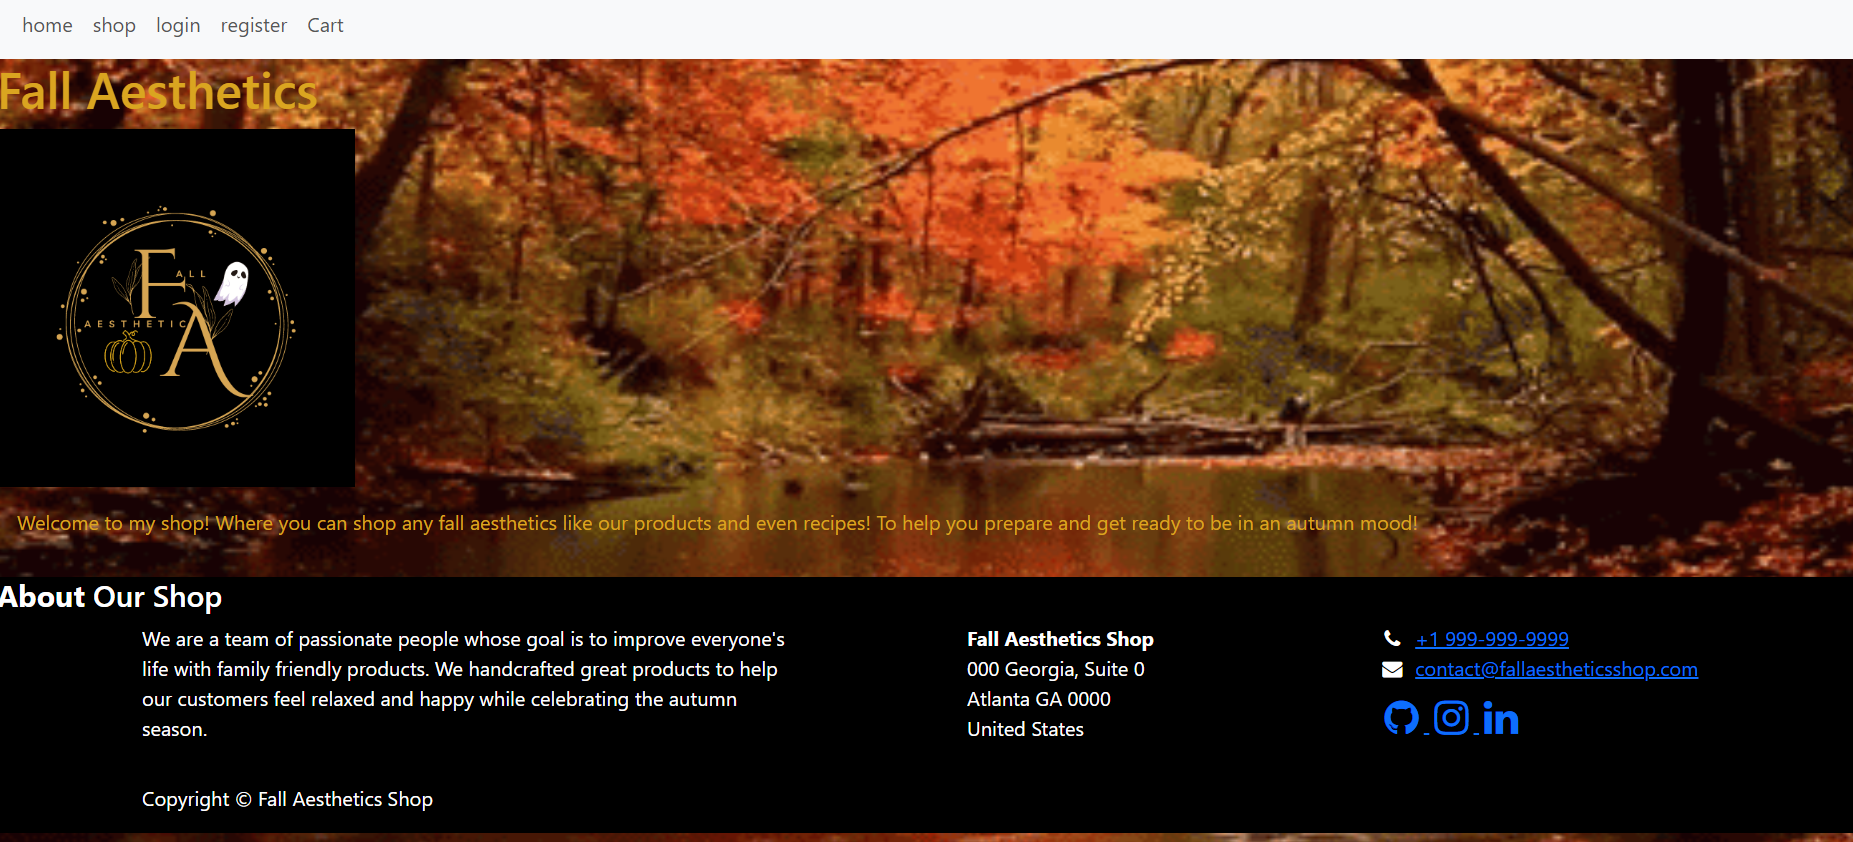 home shop login register Cart
Fall Aesthetics
F
ALL
AESTHETIC
A
Welcome to my shop! Where you can shop any fall aesthetics like our products and even recipes! To help you prepare and get ready to be in an autumn mood!
About Our Shop
We are a team of passionate people whose goal is to improve everyone's
life with family friendly products. We handcrafted great products to help
our customers feel relaxed and happy while celebrating the autumn
season.
Fall Aesthetics Shop
000 Georgia, Suite 0
Atlanta GA 0000
United States
+1 999-999-9999
contact@fallaestheticsshop.com
in
Copyright © Fall Aesthetics Shop